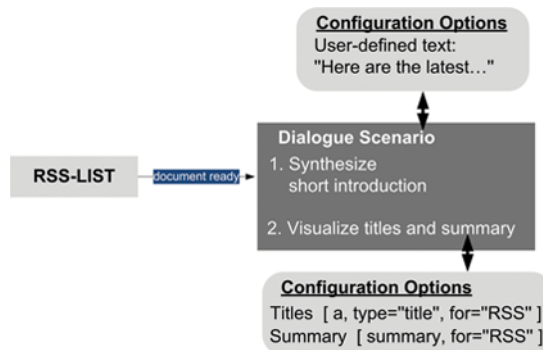 Configuration Options
User-defined text:
"Here are the latest…"
Dialogue Scenario
1. Synthesize
short introduction
2. Visualize titles and summary
RSS-LIST
document ready
Configuration Options
Titles [ a, type="title", for="RSS" ]
Summary [ summary, for="RSS" ]